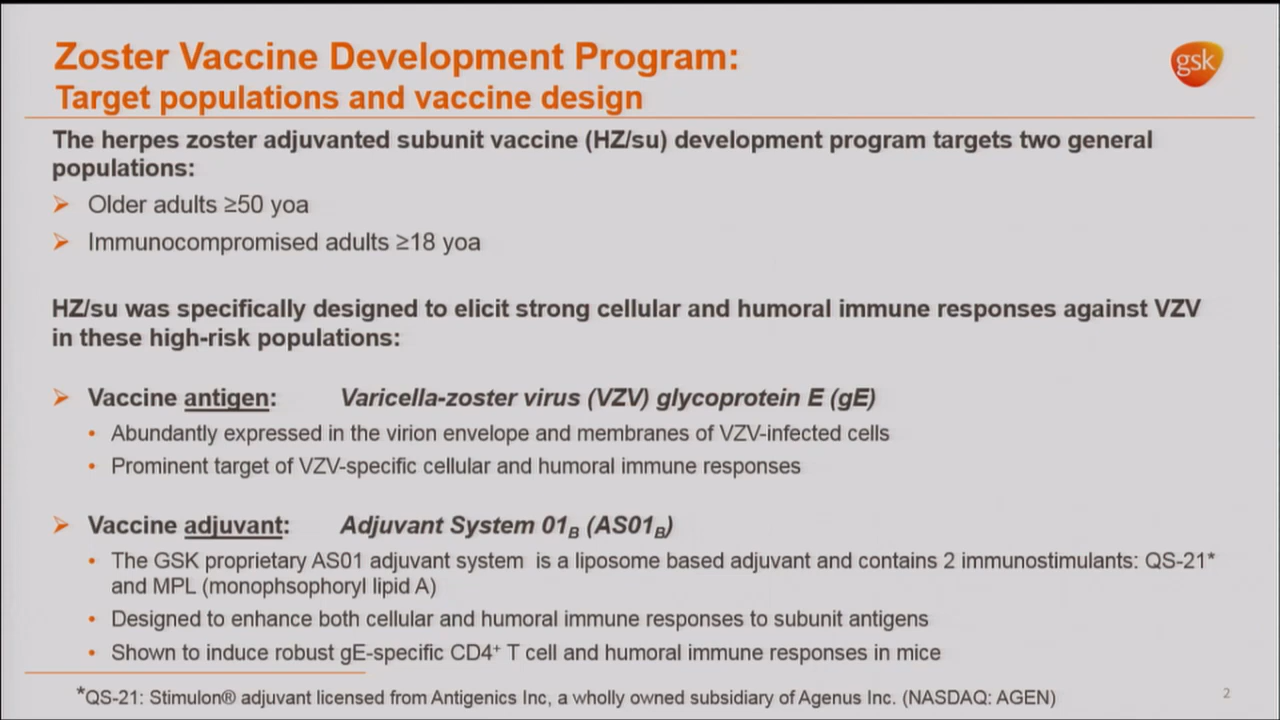 Zoster Vaccine Development Program:
Target populations and vaccine design
gsk
The herpes zoster adjuvanted subunit vaccine (HZ/su) development program targets two general
populations:
➢ Older adults ≥50 yoa
➢ Immunocompromised adults ≥18 yoa
HZ/su was specifically designed to elicit strong cellular and humoral immune responses against VZV
in these high-risk populations:
➢ Vaccine antigen: Varicella-zoster virus (VZV) glycoprotein E (gE)
• Abundantly expressed in the virion envelope and membranes of VZV-infected cells
• Prominent target of VZV-specific cellular and humoral immune responses
➢ Vaccine adjuvant: Adjuvant System 01B (AS01B)
• The GSK proprietary AS01 adjuvant system is a liposome based adjuvant and contains 2 immunostimulants: QS-21*
and MPL (monophsophoryl lipid A)
• Designed to enhance both cellular and humoral immune responses to subunit antigens
• Shown to induce robust gE-specific CD4⁺ T cell and humoral immune responses in mice
*QS-21: Stimulon® adjuvant licensed from Antigenics Inc, a wholly owned subsidiary of Agenus Inc. (NASDAQ: AGEN)
2